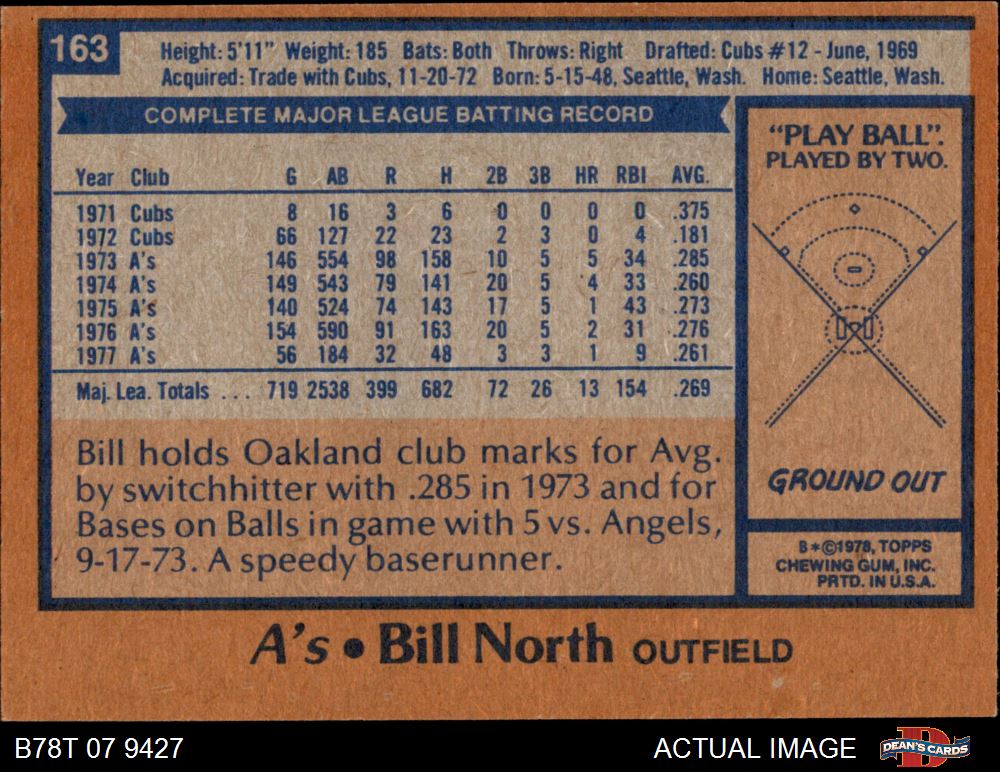 163
Height: 5'11" Weight: 185 Bats: Both Throws: Right Drafted: Cubs #12 - June, 1969
Acquired: Trade with Cubs, 11-20-72 Born: 5-15-48, Seattle, Wash. Home: Seattle, Wash.
COMPLETE MAJOR LEAGUE BATTING RECORD
Year Club G AB R H 2B 3B HR RBI AVG.
1971 Cubs 8 16 3 6 0 0 0 0 .375
1972 Cubs 66 127 22 23 2 3 0 4 .181
1973 A's 146 554 98 158 10 5 5 34 .285
1974 A's 149 543 79 141 20 5 4 33 .260
1975 A's 140 524 74 143 17 5 1 43 .273
1976 A's 154 590 91 163 20 5 2 31 .276
1977 A's 56 184 32 48 3 3 1 9 .261
Maj. Lea. Totals ... 719 2538 399 682 72 26 13 154 .269
Bill holds Oakland club marks for Avg.
by switchhitter with .285 in 1973 and for
Bases on Balls in game with 5 vs. Angels,
9-17-73. A speedy baserunner.
"PLAY BALL".
PLAYED BY TWO.
GROUND OUT
B*©1978, TOPPS
CHEWING GUM, INC.
PRTD. IN U.S.A.
A's • Bill North OUTFIELD
B78T 07 9427
ACTUAL IMAGE
D
DEAN'S CARDS